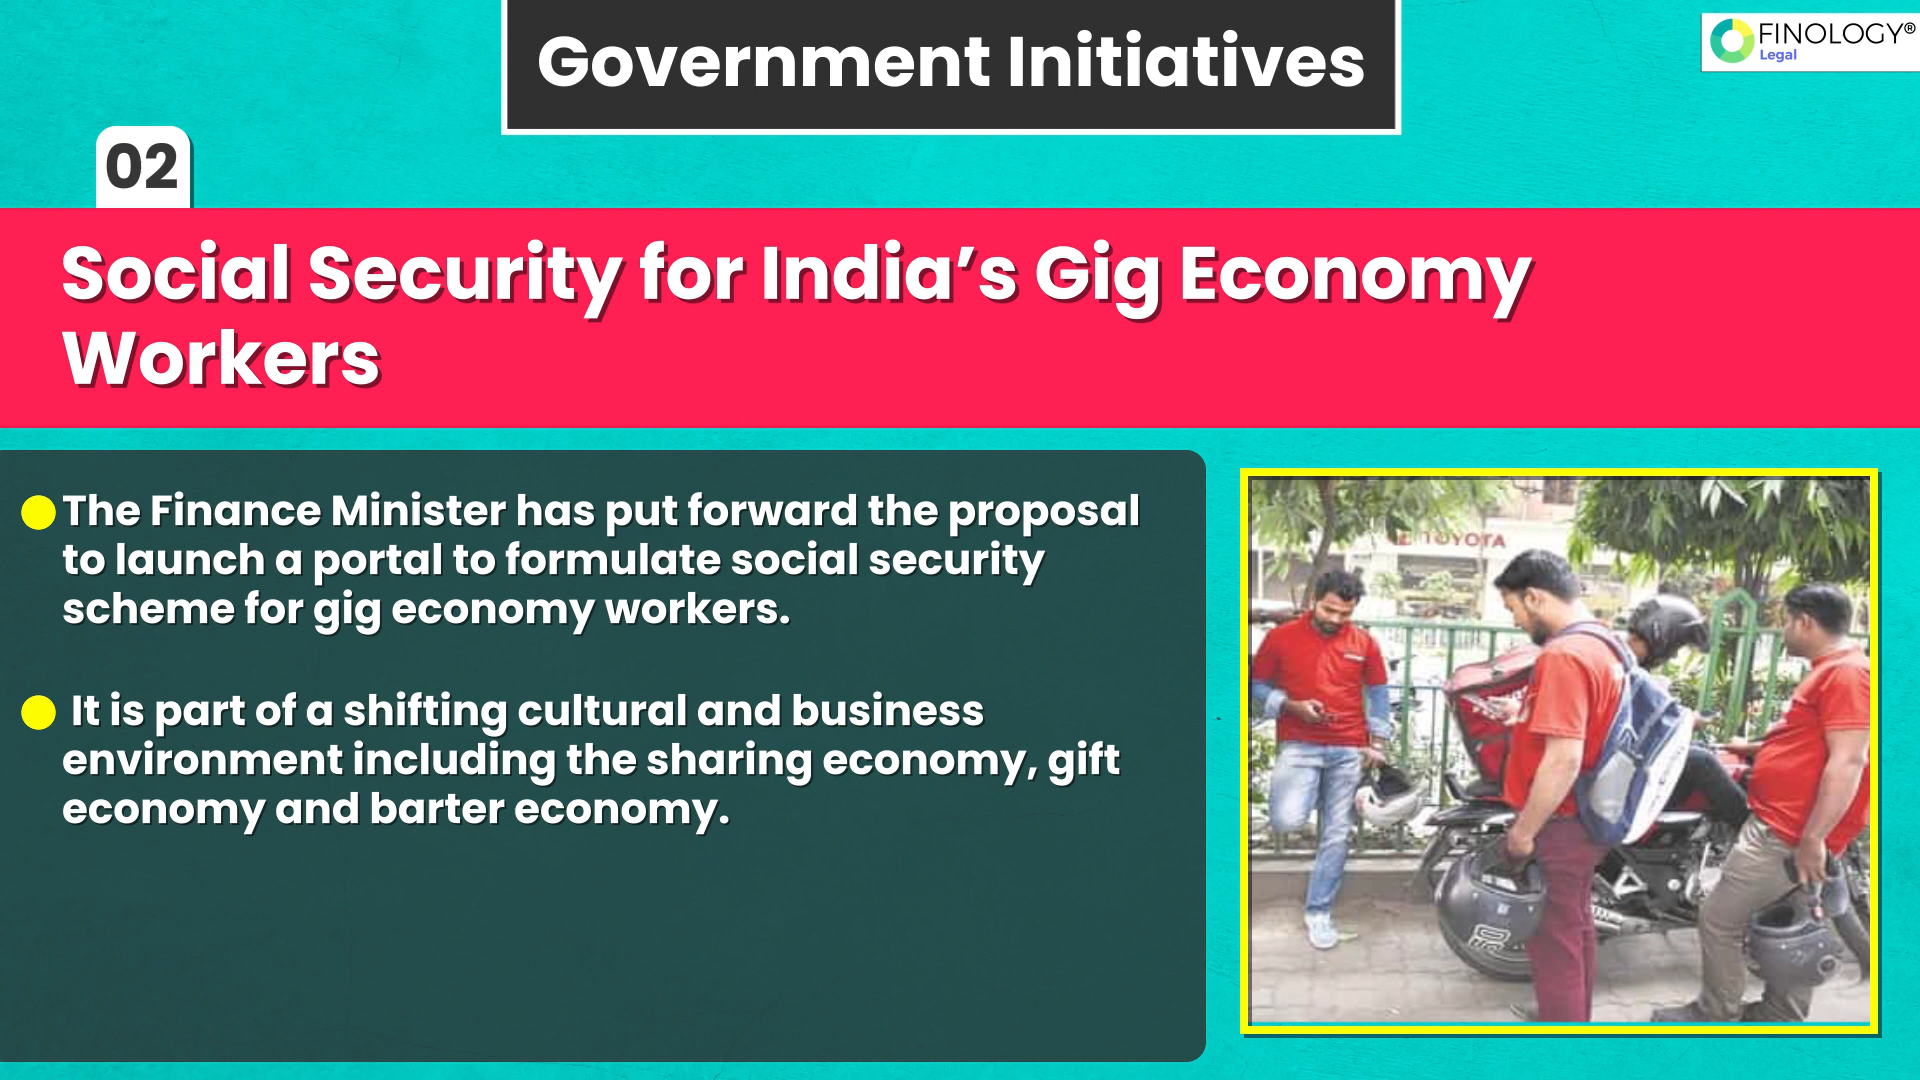 Government Initiatives
FINOLOGY®
Legal
02
Social Security for India’s Gig Economy
Workers
The Finance Minister has put forward the proposal
to launch a portal to formulate social security
scheme for gig economy workers.
It is part of a shifting cultural and business
environment including the sharing economy, gift
economy and barter economy.
TOYOTA